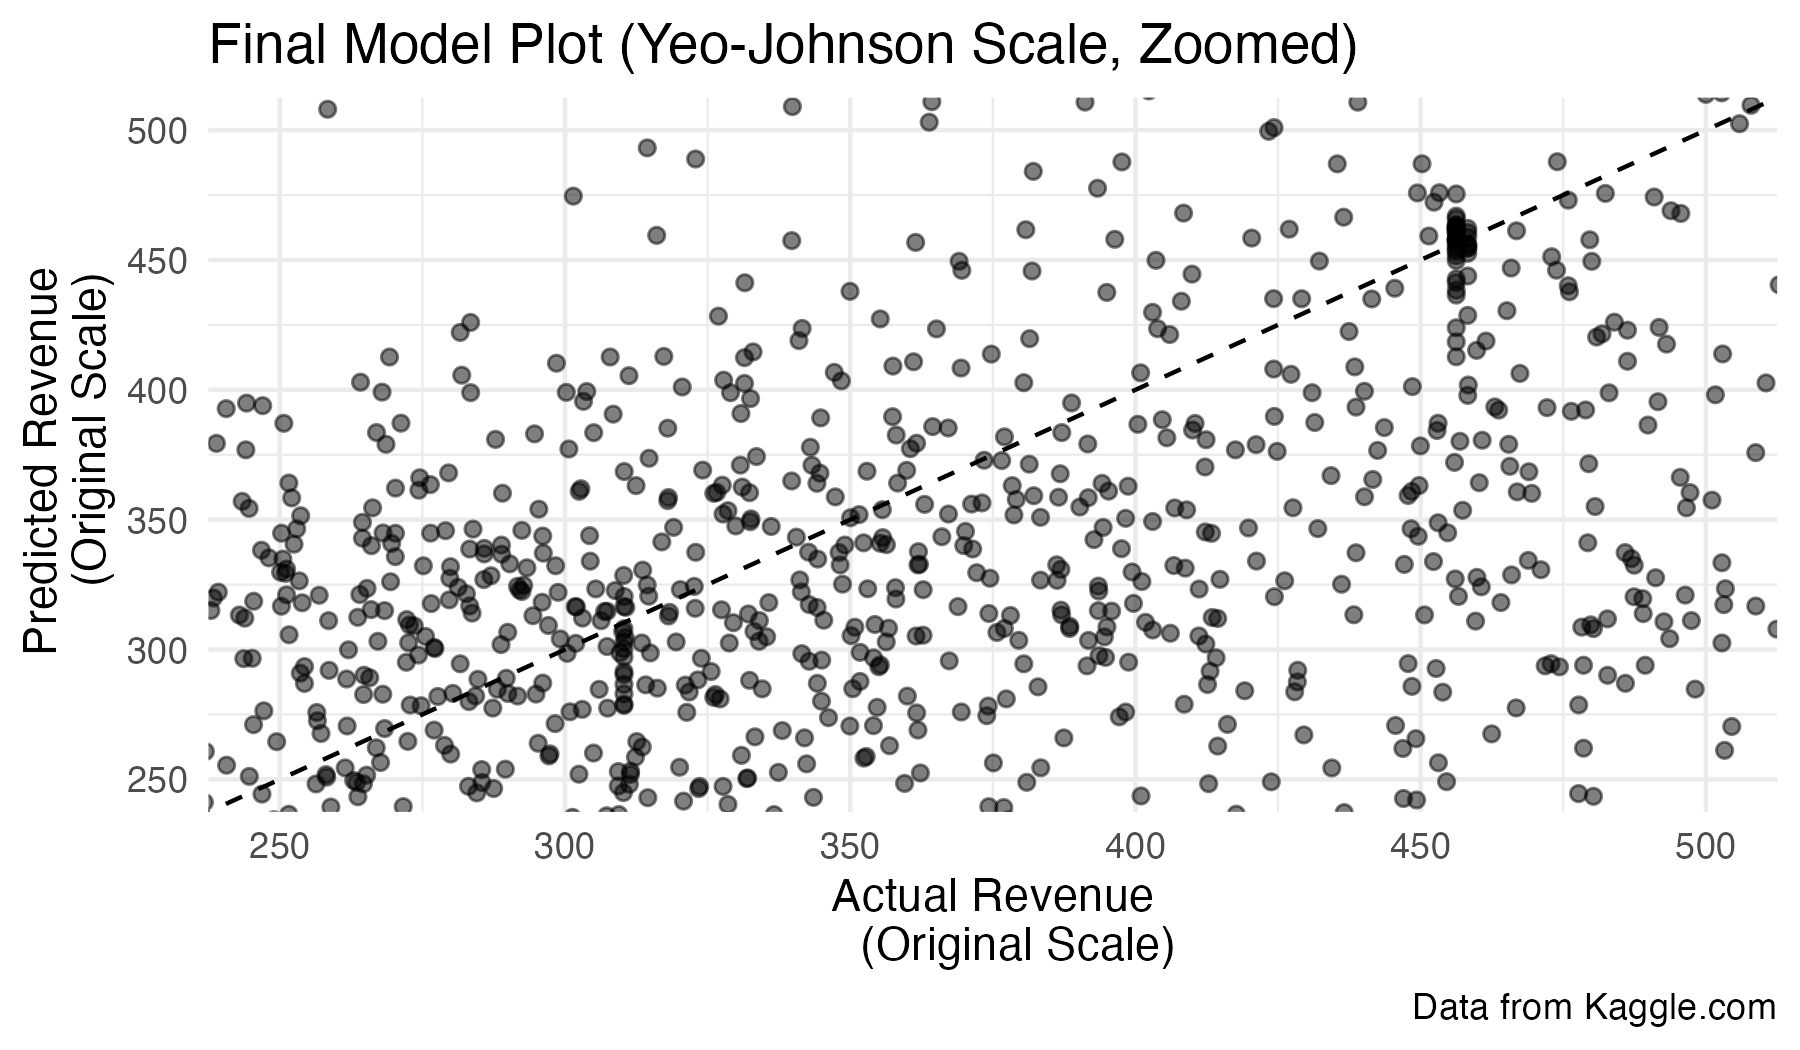 Final Model Plot (Yeo-Johnson Scale, Zoomed)
Predicted Revenue
(Original Scale)
500
450
400
350
300
250
250 300 350 400 450 500
Actual Revenue
(Original Scale)
Data from Kaggle.com